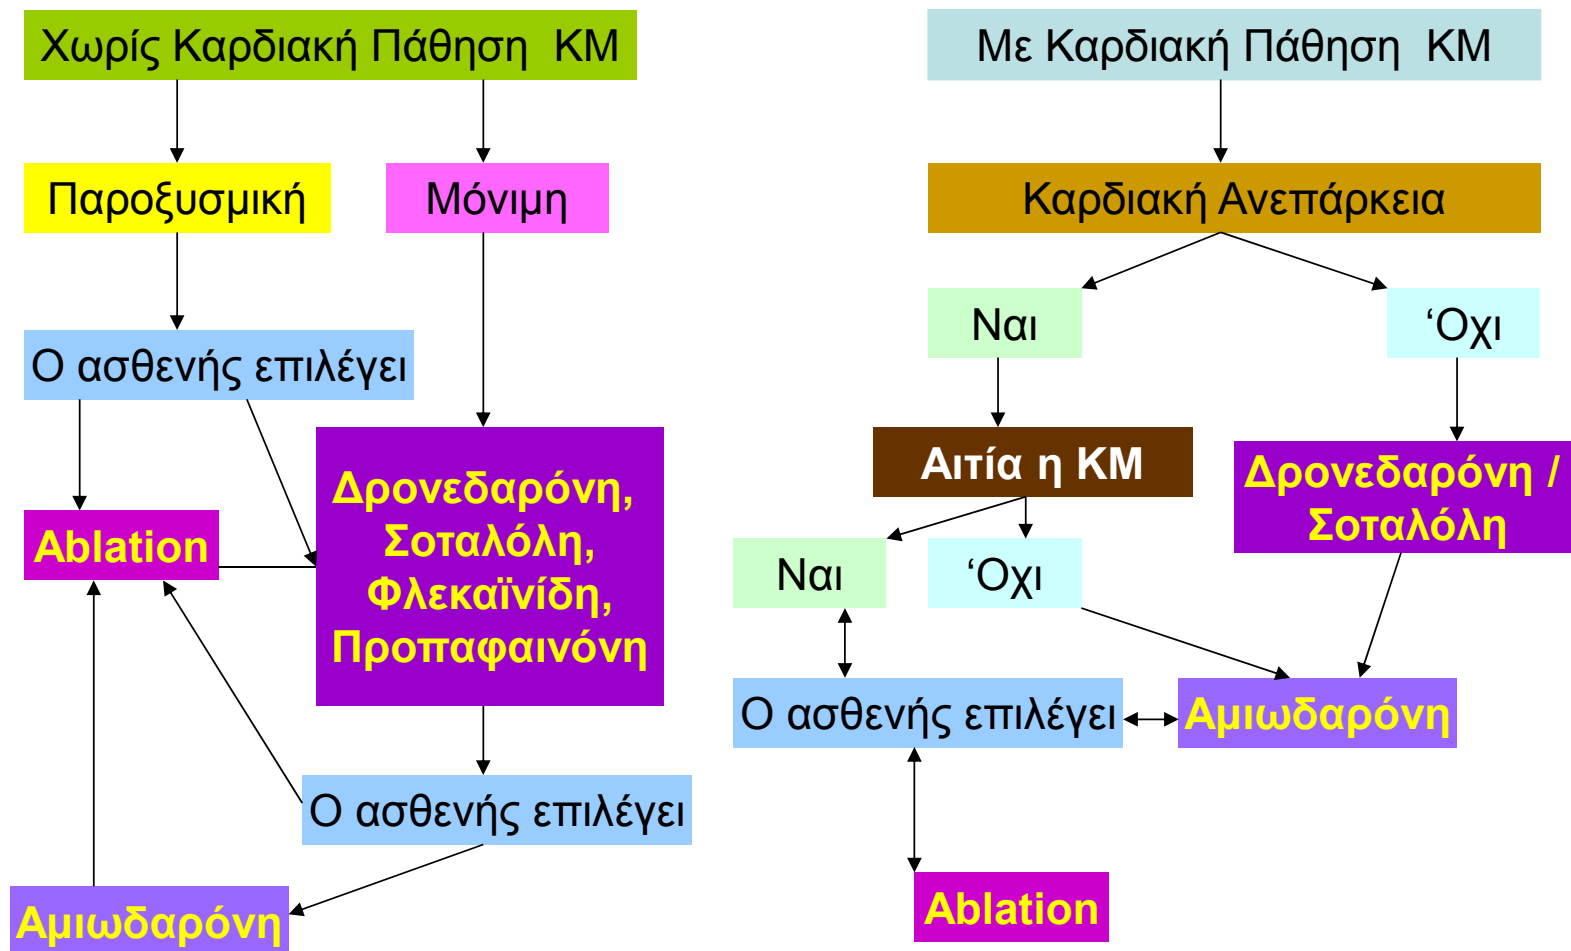 Χωρίς Καρδιακή Πάθηση ΚΜ
Παροξυσμική
Μόνιμη
Ο ασθενής επιλέγει
Ablation
Δρονεδαρόνη,
Σοταλόλη,
Φλεκαϊνίδη,
Προπαφαινόνη
Ο ασθενής επιλέγει
Αμιωδαρόνη
Με Καρδιακή Πάθηση ΚΜ
Καρδιακή Ανεπάρκεια
Ναι
‘Οχι
Αιτία η ΚΜ
Δρονεδαρόνη /
Σοταλόλη
Ναι
‘Οχι
Ο ασθενής επιλέγει
Αμιωδαρόνη
Ablation